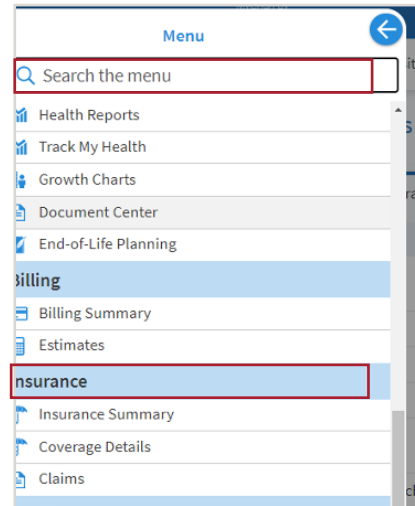 Menu
Search the menu
Health Reports
Track My Health
Growth Charts
Document Center
End-of-Life Planning
Billing
Billing Summary
Estimates
nsurance
Insurance Summary
Coverage Details
Claims